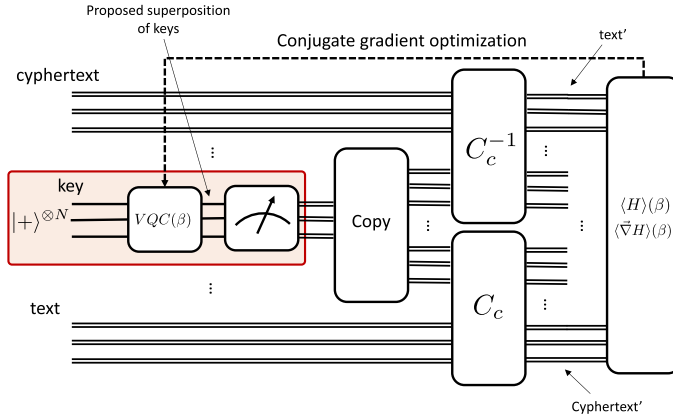 Proposed superposition
of keys
Conjugate gradient optimization
text’
cyphertext
C_c^{-1}
key
|+⟩^{⊗N}
VQC(β)
Copy
⟨H⟩(β)
⟨∇⃗H⟩(β)
text
C_c
Cyphertext’